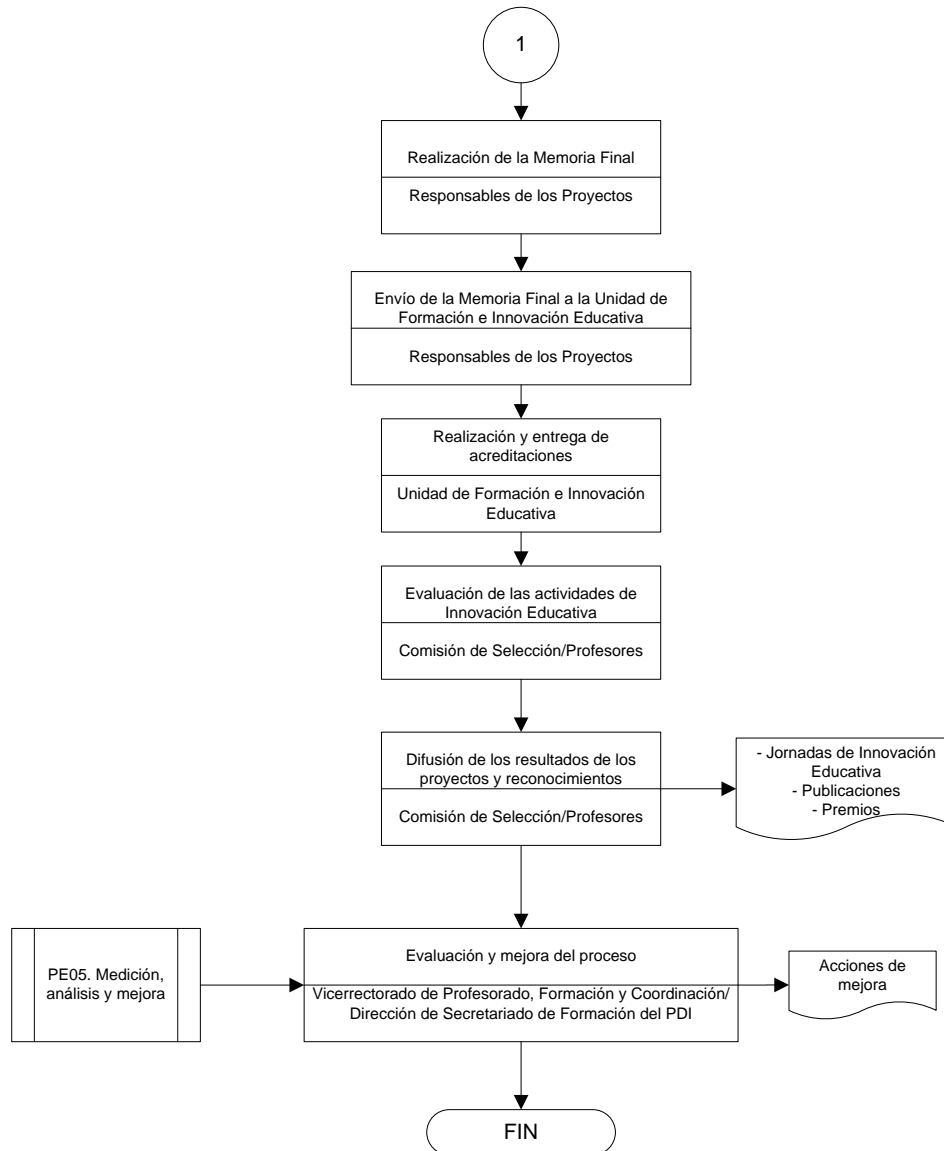 1
Realización de la Memoria Final
Responsables de los Proyectos
Envío de la Memoria Final a la Unidad de
Formación e Innovación Educativa
Responsables de los Proyectos
Realización y entrega de
acreditaciones
Unidad de Formación e Innovación
Educativa
Evaluación de las actividades de
Innovación Educativa
Comisión de Selección/Profesores
Difusión de los resultados de los
proyectos y reconocimientos
Comisión de Selección/Profesores
- Jornadas de Innovación
Educativa
- Publicaciones
- Premios
PE05. Medición,
análisis y mejora
Evaluación y mejora del proceso
Vicerrectorado de Profesorado, Formación y Coordinación/
Dirección de Secretariado de Formación del PDI
Acciones de
mejora
FIN